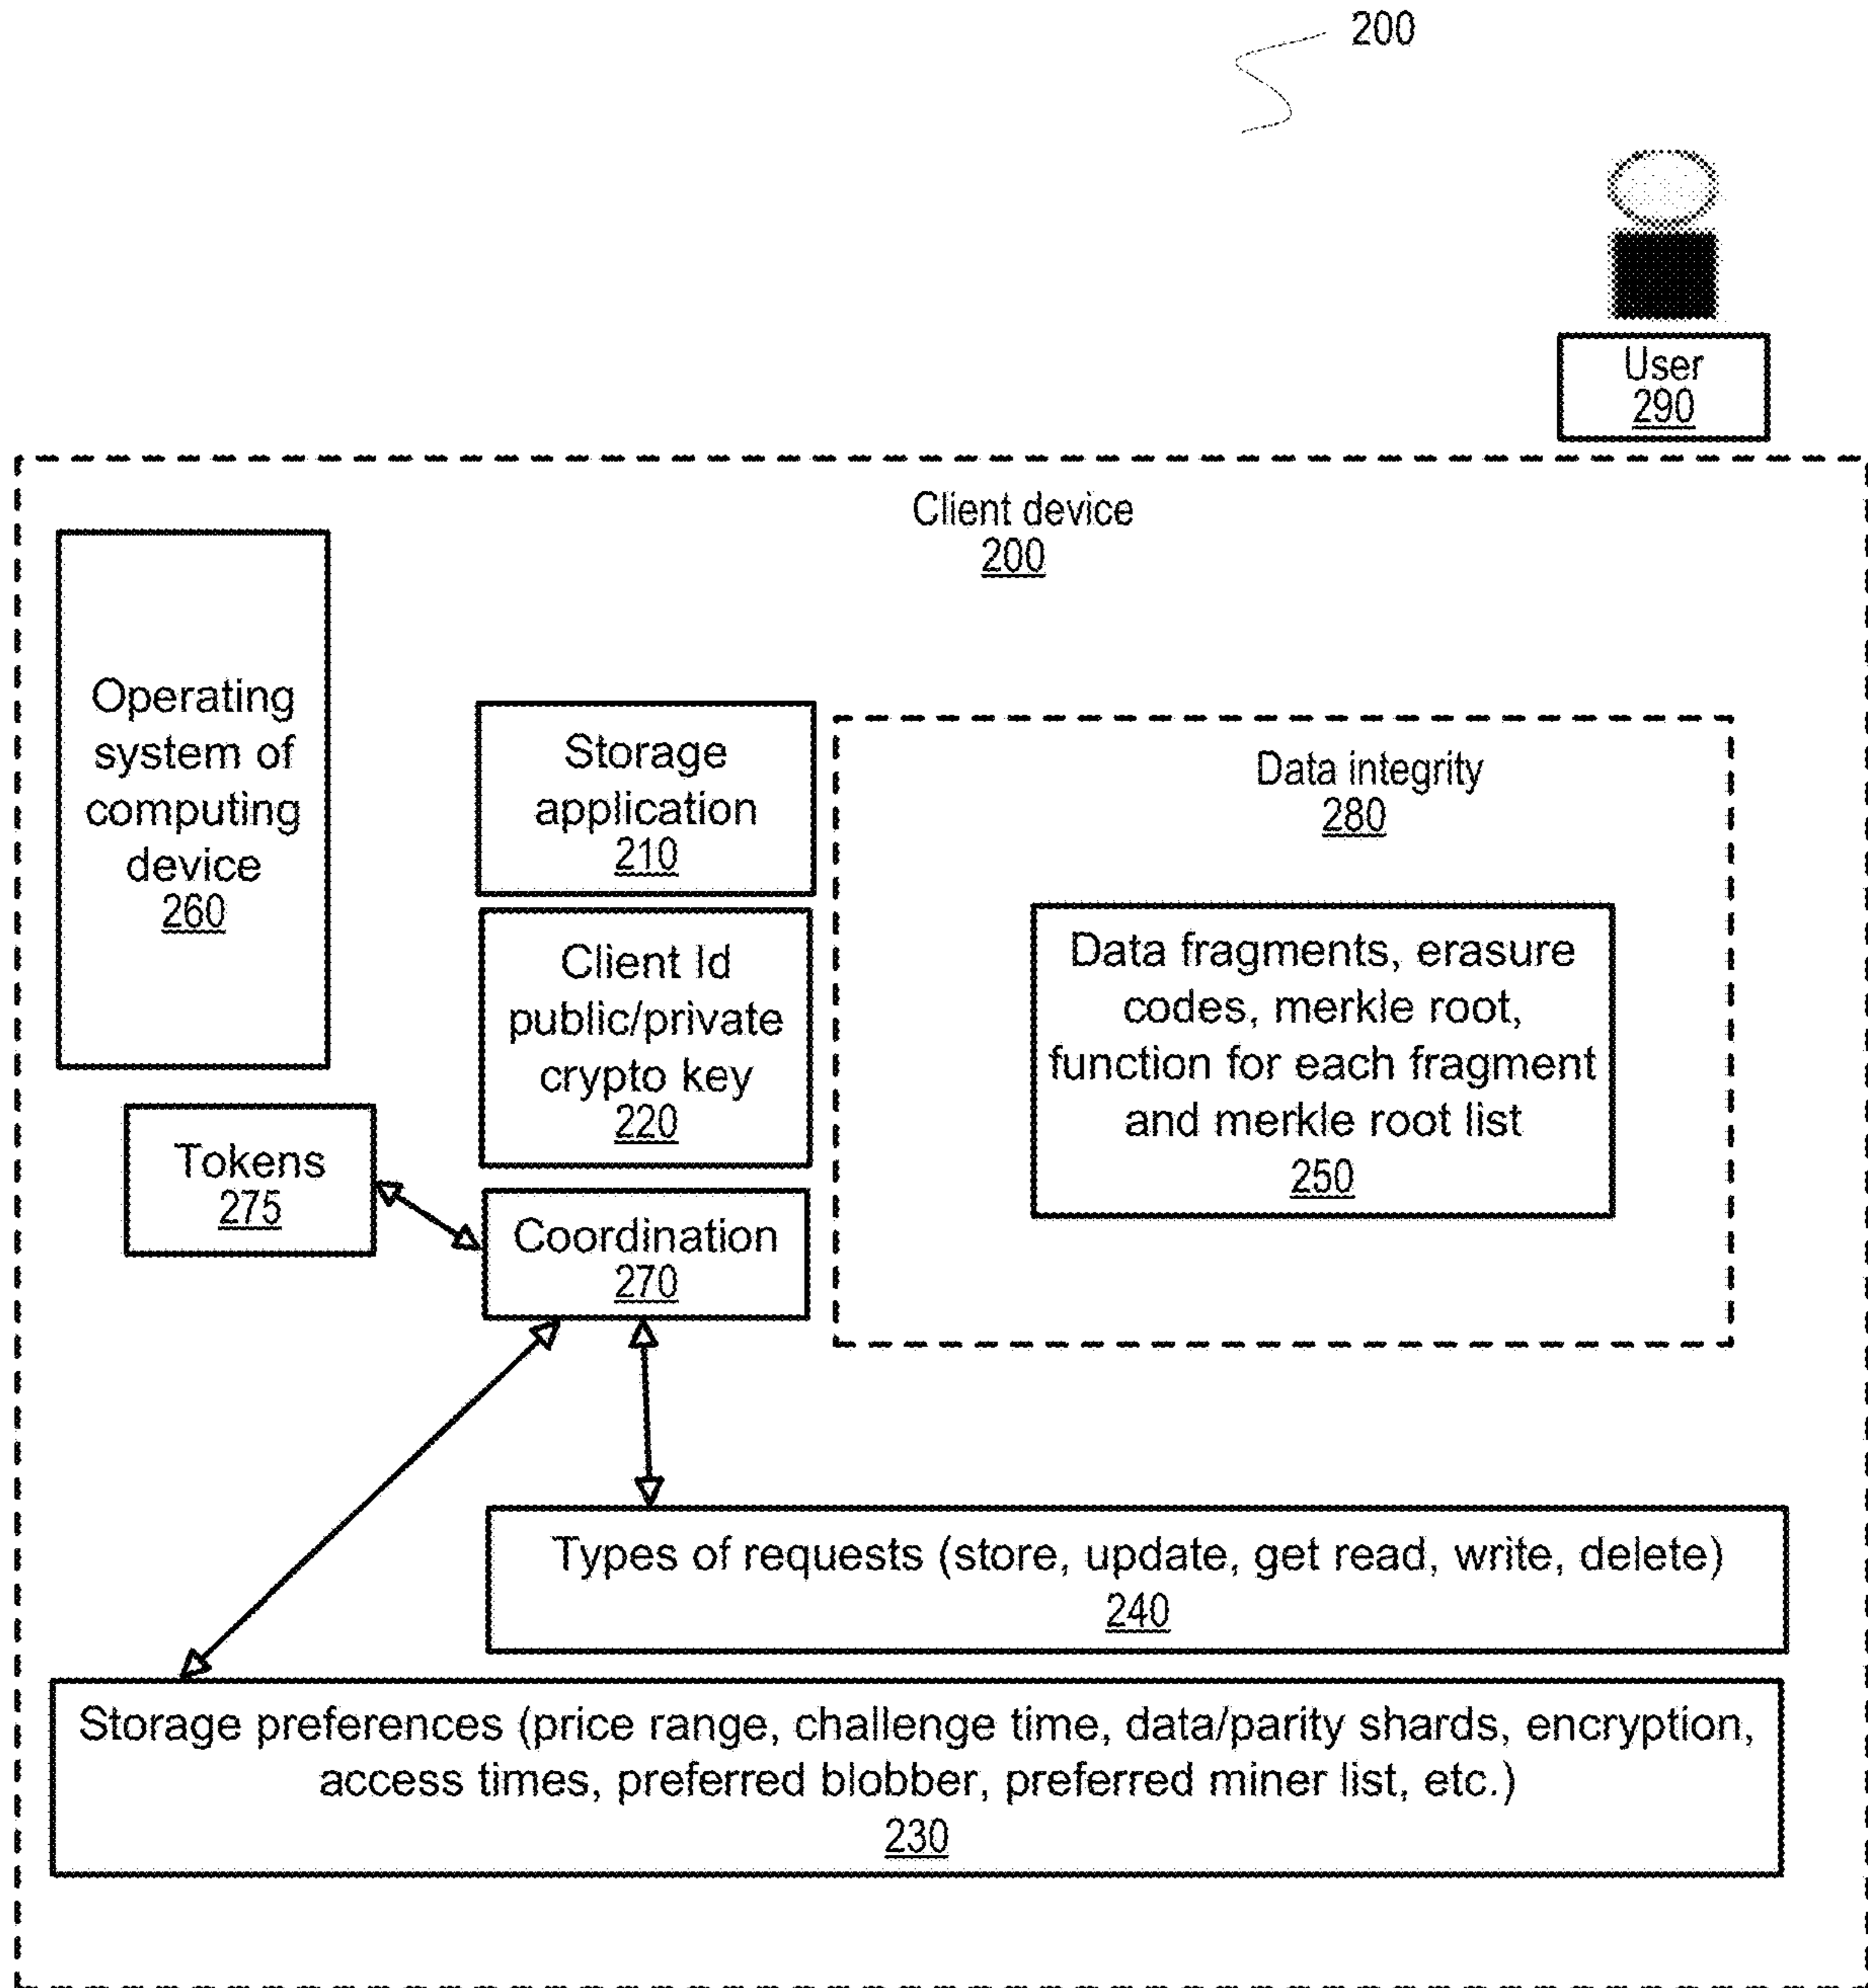 200
User
290
Client device
200
Operating
system of
computing
device
260
Storage
application
210
Data integrity
280
Client Id
public/private
crypto key
220
Data fragments, erasure
codes, merkle root,
function for each fragment
and merkle root list
250
Tokens
275
Coordination
270
Types of requests (store, update, get read, write, delete)
240
Storage preferences (price range, challenge time, data/parity shards, encryption,
access times, preferred blobber, preferred miner list, etc.)
230